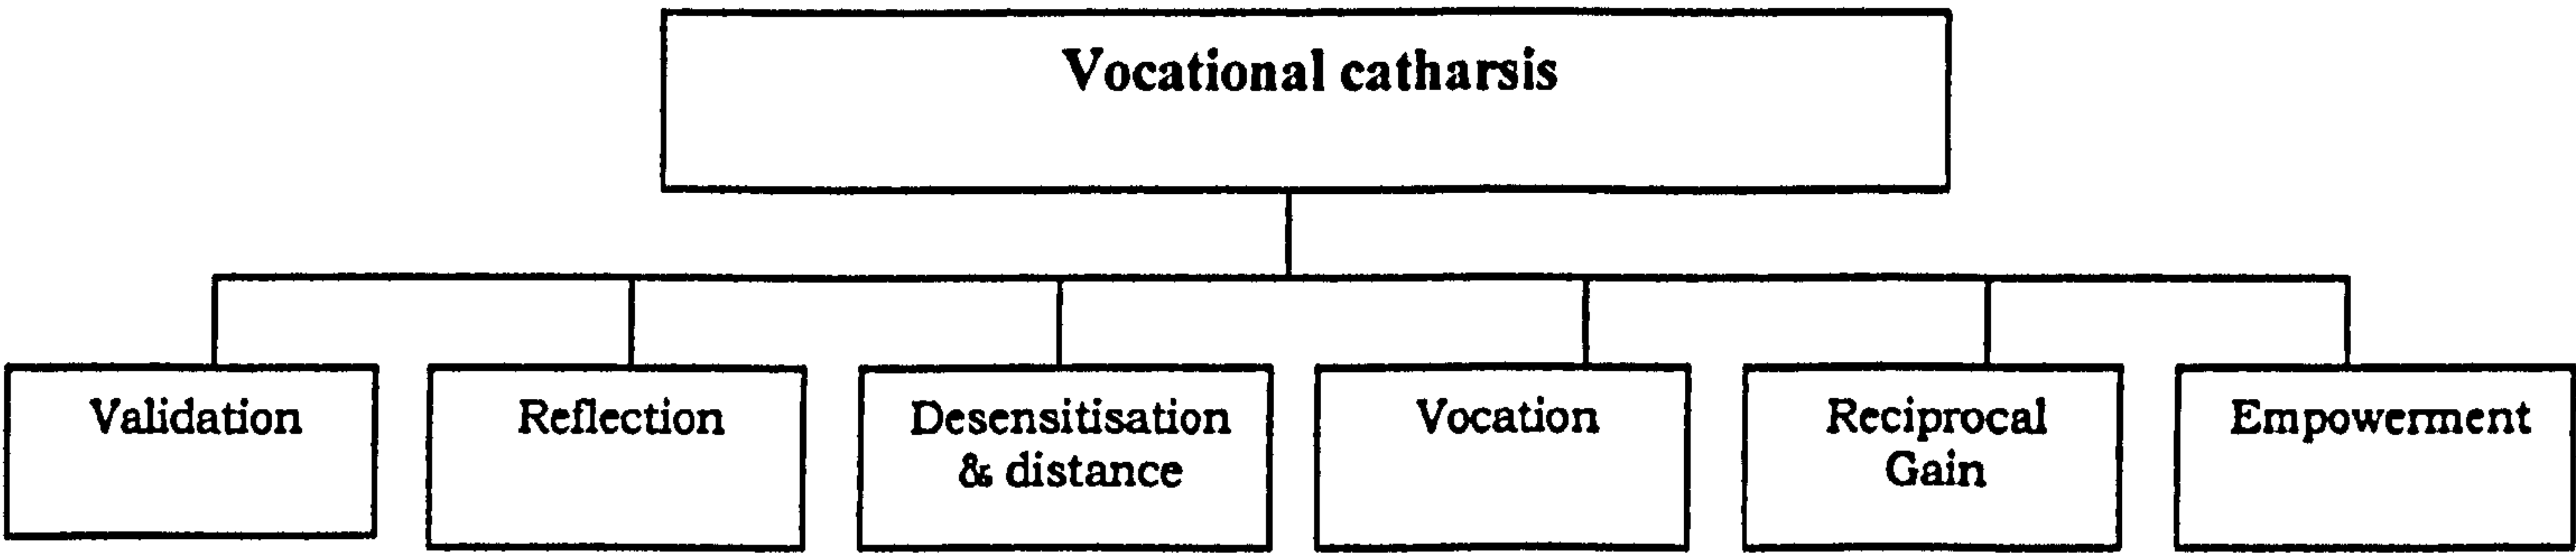 Vocational catharsis
Validation
Reflection
Desensitisation
& distance
Vocation
Reciprocal
Gain
Empowerment